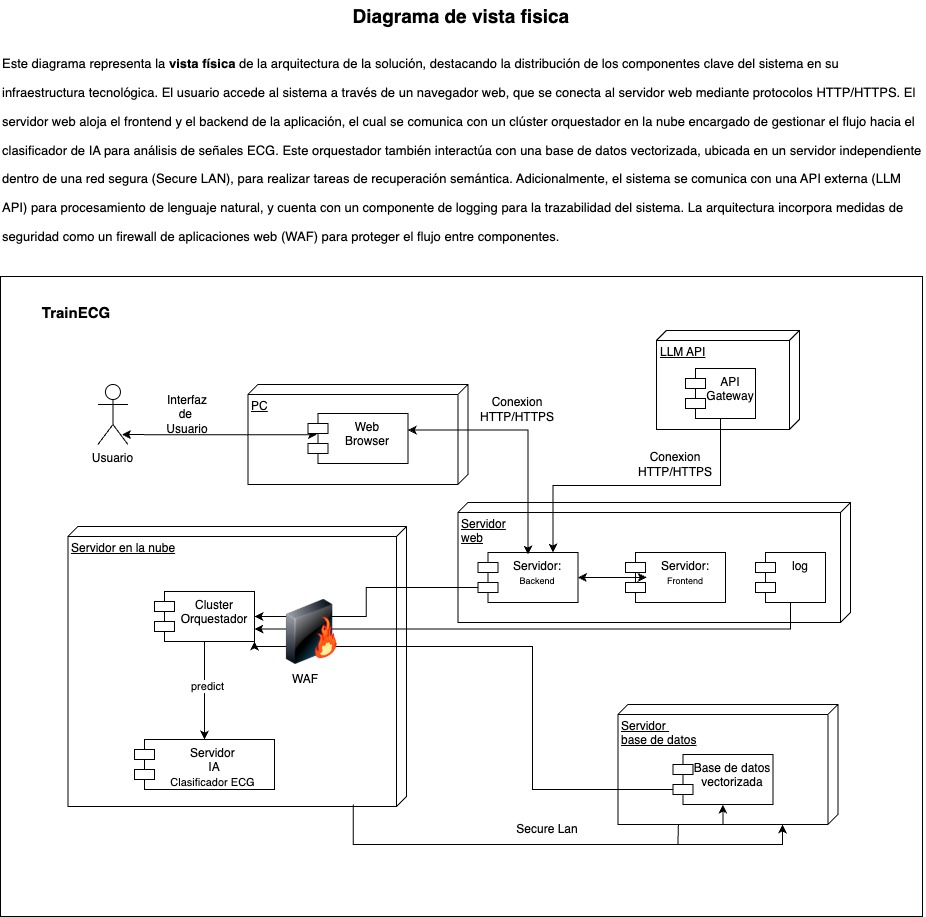 Diagrama de vista fisica
Este diagrama representa la vista física de la arquitectura de la solución, destacando la distribución de los componentes clave del sistema en su
infraestructura tecnológica. El usuario accede al sistema a través de un navegador web, que se conecta al servidor web mediante protocolos HTTP/HTTPS. El
servidor web aloja el frontend y el backend de la aplicación, el cual se comunica con un clúster orquestador en la nube encargado de gestionar el flujo hacia el
clasificador de IA para análisis de señales ECG. Este orquestador también interactúa con una base de datos vectorizada, ubicada en un servidor independiente
dentro de una red segura (Secure LAN), para realizar tareas de recuperación semántica. Adicionalmente, el sistema se comunica con una API externa (LLM
API) para procesamiento de lenguaje natural, y cuenta con un componente de logging para la trazabilidad del sistema. La arquitectura incorpora medidas de
seguridad como un firewall de aplicaciones web (WAF) para proteger el flujo entre componentes.
TrainECG
LLM API
API
Gateway
Interfaz
de
Usuario
Usuario
PC
Web
Browser
Conexion
HTTP/HTTPS
Conexion
HTTP/HTTPS
Servidor
web
Servidor:
Backend
Servidor:
Frontend
log
Servidor en la nube
Cluster
Orquestador
WAF
predict
Servidor
IA
Clasificador ECG
Servidor
base de datos
Base de datos
vectorizada
Secure Lan